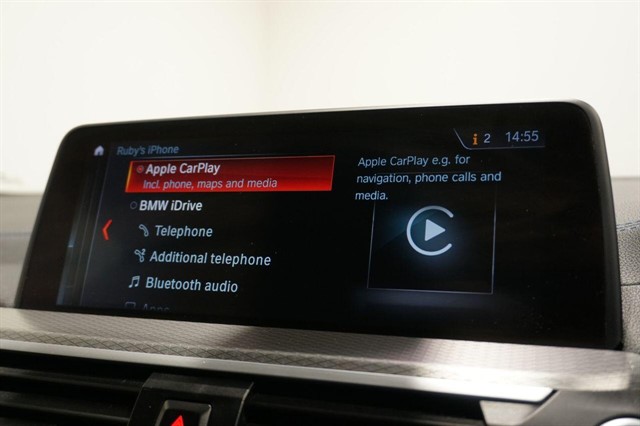 Ruby's iPhone
i 2 14:55
Apple CarPlay
Incl. phone, maps and media
BMW iDrive
Telephone
Additional telephone
Bluetooth audio
Apps
Apple CarPlay e.g. for
navigation, phone calls and
media.